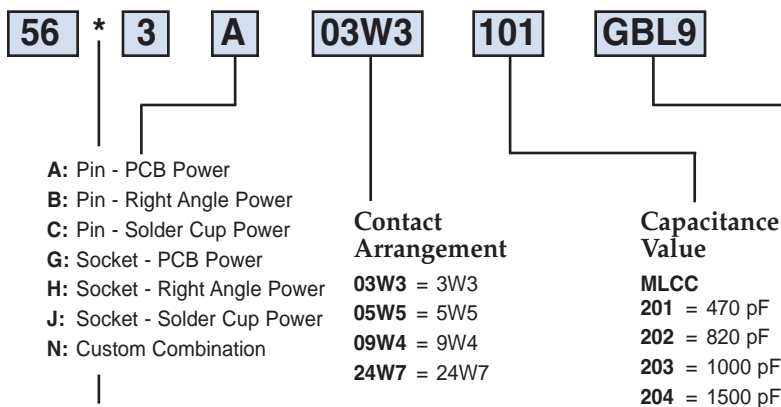 56 * 3 A 03W3 101 GBL9
A: Pin - PCB Power
B: Pin - Right Angle Power
C: Pin - Solder Cup Power
G: Socket - PCB Power
H: Socket - Right Angle Power
J: Socket - Solder Cup Power
N: Custom Combination
Contact
Arrangement
03W3 = 3W3
05W5 = 5W5
09W4 = 9W4
24W7 = 24W7
Capacitance
Value
MLCC
201 = 470 pF
202 = 820 pF
203 = 1000 pF
204 = 1500 pF